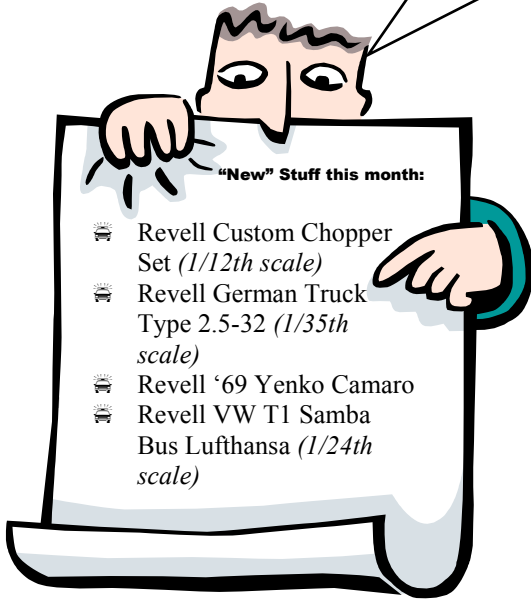 “New” Stuff this month:
Revell Custom Chopper
Set (1/12th scale)
Revell German Truck
Type 2.5-32 (1/35th
scale)
Revell ‘69 Yenko Camaro
Revell VW T1 Samba
Bus Lufthansa (1/24th
scale)